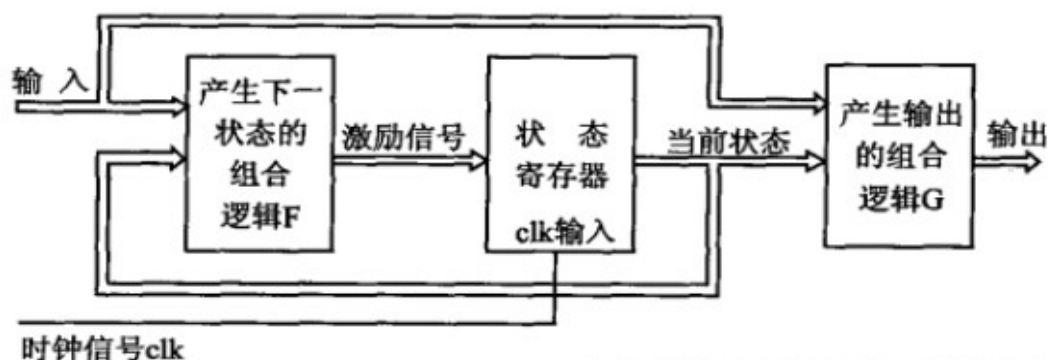 输 入
产生下一
状态的
组合
逻辑F
激励信号
状 态
寄存器
clk输入
当前状态
产生输出
的组合
逻辑G
输出
时钟信号clk